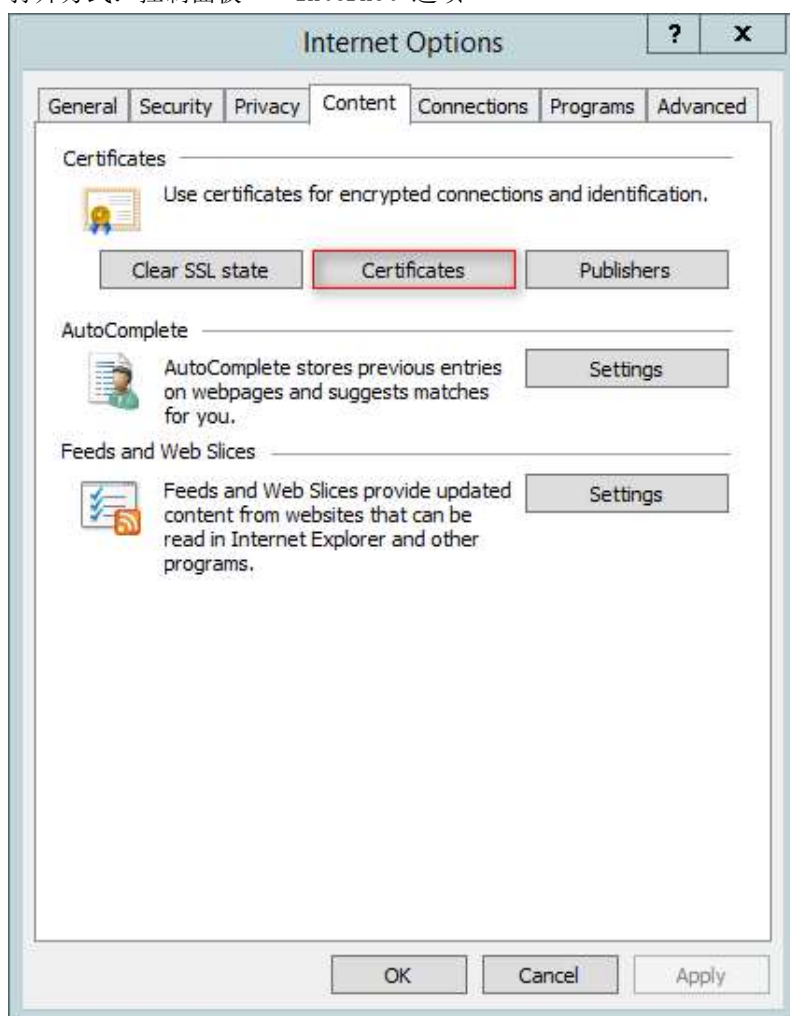 Internet Options
? x
General Security Privacy Content Connections Programs Advanced
Certificates
Use certificates for encrypted connections and identification.
Clear SSL state Certificates Publishers
AutoComplete
AutoComplete stores previous entries
on webpages and suggests matches
for you.
Settings
Feeds and Web Slices
Feeds and Web Slices provide updated
content from websites that can be
read in Internet Explorer and other
programs.
Settings
OK Cancel Apply